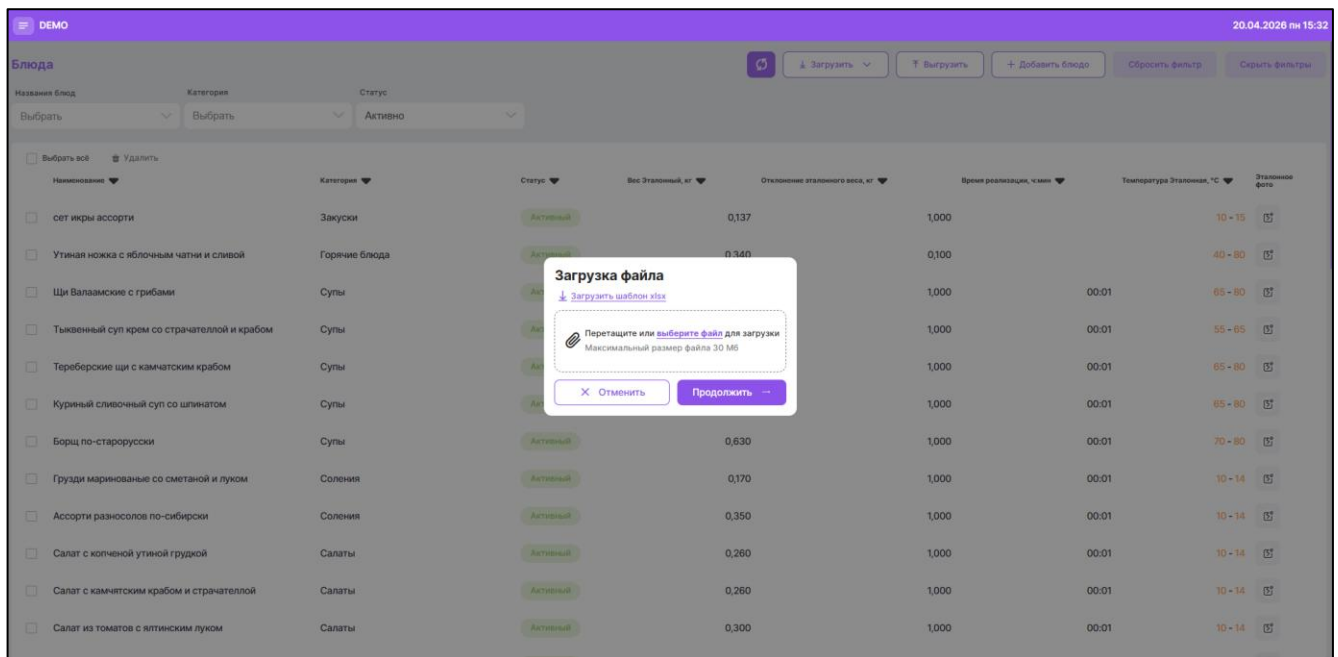 DEMO 20.04.2026 пн 15:32
Блюда Загрузить Выгрузить + Добавить блюдо Сбросить фильтр Скрыть фильтры
Названия блюд Категория Статус
Выбрать Выбрать Активно
Выбрать всё Удалить
Наименование Категория Статус Вес Эталонный, кг Отклонение эталонного веса, кг Время реализации, ч:мин Температура Эталонная, °C Эталонное фото
сет икры ассорти Закуски Активный 0,137 1,000 10 - 15
Утиная ножка с яблочным чатни и сливой Горячие блюда Активный 0,340 0,100 40 - 80
Щи Валаамские с грибами Супы 1,000 00:01 65 - 80
Тыквенный суп крем со страчателлой и крабом Супы 1,000 00:01 55 - 65
Тереберские щи с камчатским крабом Супы 1,000 00:01 65 - 80
Куриный сливочный суп со шпинатом Супы 1,000 00:01 65 - 80
Борщ по-старорусски Супы Активный 0,630 1,000 00:01 70 - 80
Грузди маринованые со сметаной и луком Соления Активный 0,170 1,000 00:01 10 - 14
Ассорти разносолов по-сибирски Соления Активный 0,350 1,000 00:01 10 - 14
Салат с копченой утиной грудкой Салаты Активный 0,260 1,000 00:01 10 - 14
Салат с камчятским крабом и страчателлой Салаты Активный 0,260 1,000 00:01 10 - 14
Салат из томатов с ялтинским луком Салаты Активный 0,300 1,000 00:01 10 - 14
Загрузка файла
Загрузить шаблон xlsx
Перетащите или выберите файл для загрузки
Максимальный размер файла 30 Мб
Отменить Продолжить →